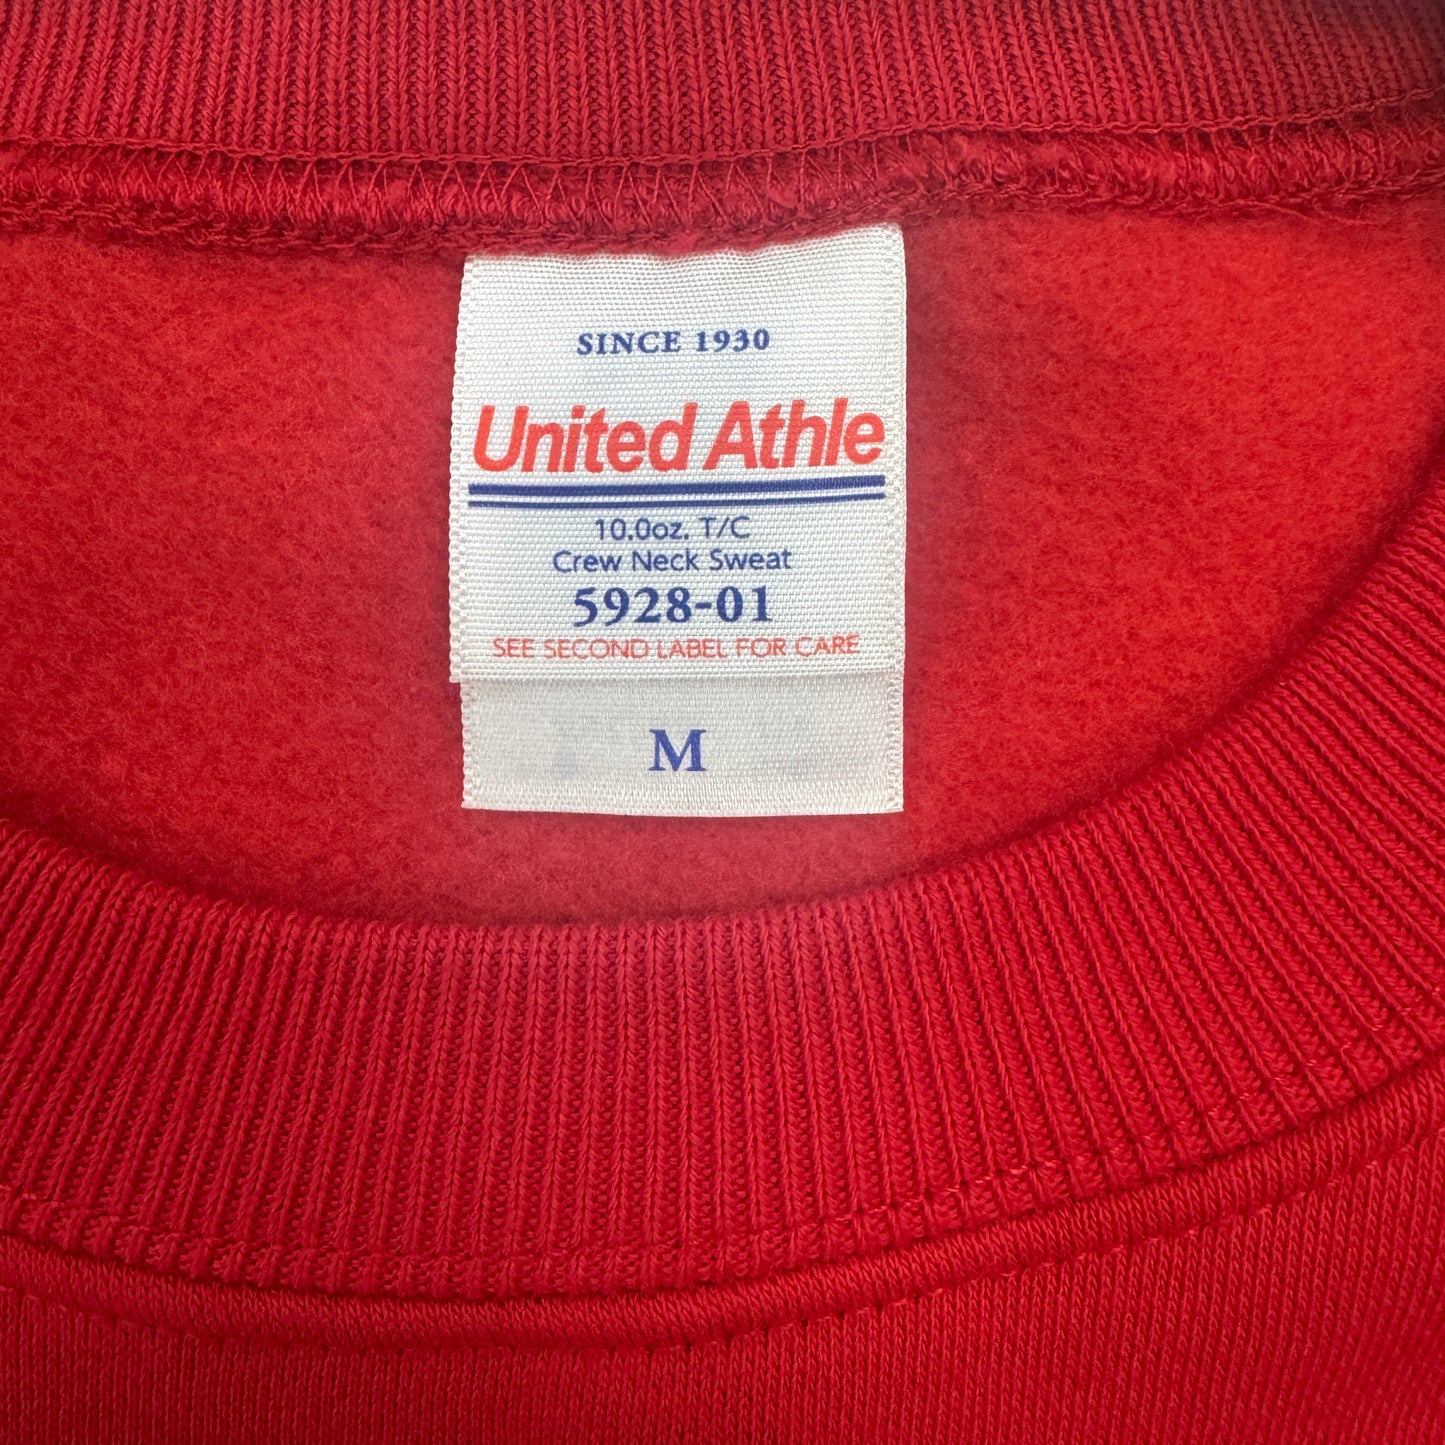 SINCE 1930
United Athle
10.0oz. T/C
Crew Neck Sweat
5928-01
SEE SECOND LABEL FOR CARE
M